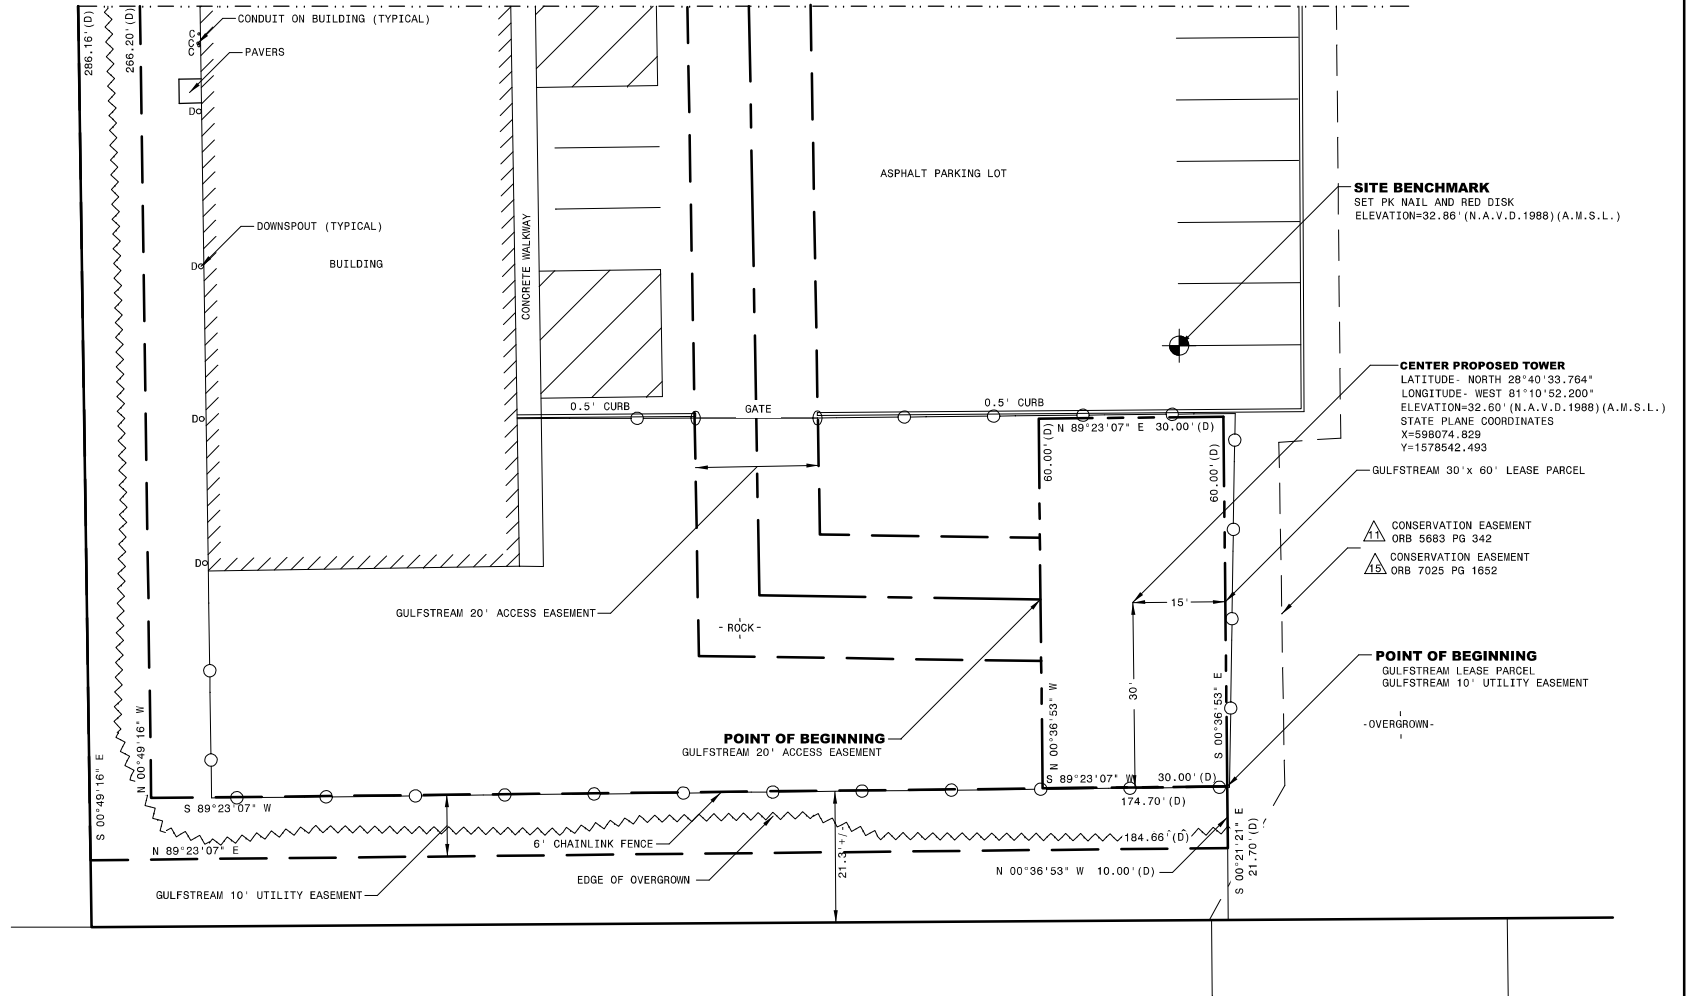 286.16'(D)
266.20'(D)
CONDUIT ON BUILDING (TYPICAL)
C
C
C
PAVERS
D
ASPHALT PARKING LOT
SITE BENCHMARK
SET PK NAIL AND RED DISK
ELEVATION=32.86'(N.A.V.D.1988)(A.M.S.L.)
DOWNSPOUT (TYPICAL)
D
BUILDING
CONCRETE WALKWAY
CENTER PROPOSED TOWER
LATITUDE- NORTH 28°40'33.764"
LONGITUDE- WEST 81°10'52.200"
ELEVATION=32.60'(N.A.V.D.1988)(A.M.S.L.)
STATE PLANE COORDINATES
X=598074.829
Y=1578542.493
0.5' CURB
GATE
0.5' CURB
D
N 89°23'07" E 30.00'(D)
60.00'(D)
60.00'(D)
GULFSTREAM 30'x 60' LEASE PARCEL
11
CONSERVATION EASEMENT
ORB 5683 PG 342
15
CONSERVATION EASEMENT
ORB 7025 PG 1652
D
GULFSTREAM 20' ACCESS EASEMENT
-ROCK-
15'
30'
POINT OF BEGINNING
GULFSTREAM LEASE PARCEL
GULFSTREAM 10' UTILITY EASEMENT
-OVERGROWN-
N 00°36'53" W
S 00°36'53" E
POINT OF BEGINNING
GULFSTREAM 20' ACCESS EASEMENT
N 00°49'16" W
S 00°49'16" E
S 89°23'07" W 30.00'(D)
174.70'(D)
S 89°23'07" W
184.66'(D)
N 89°23'07" E
6' CHAINLINK FENCE
21.3'+/-
N 00°36'53" W 10.00'(D)
S 00°21'21" E
21.70'(D)
EDGE OF OVERGROWN
GULFSTREAM 10' UTILITY EASEMENT